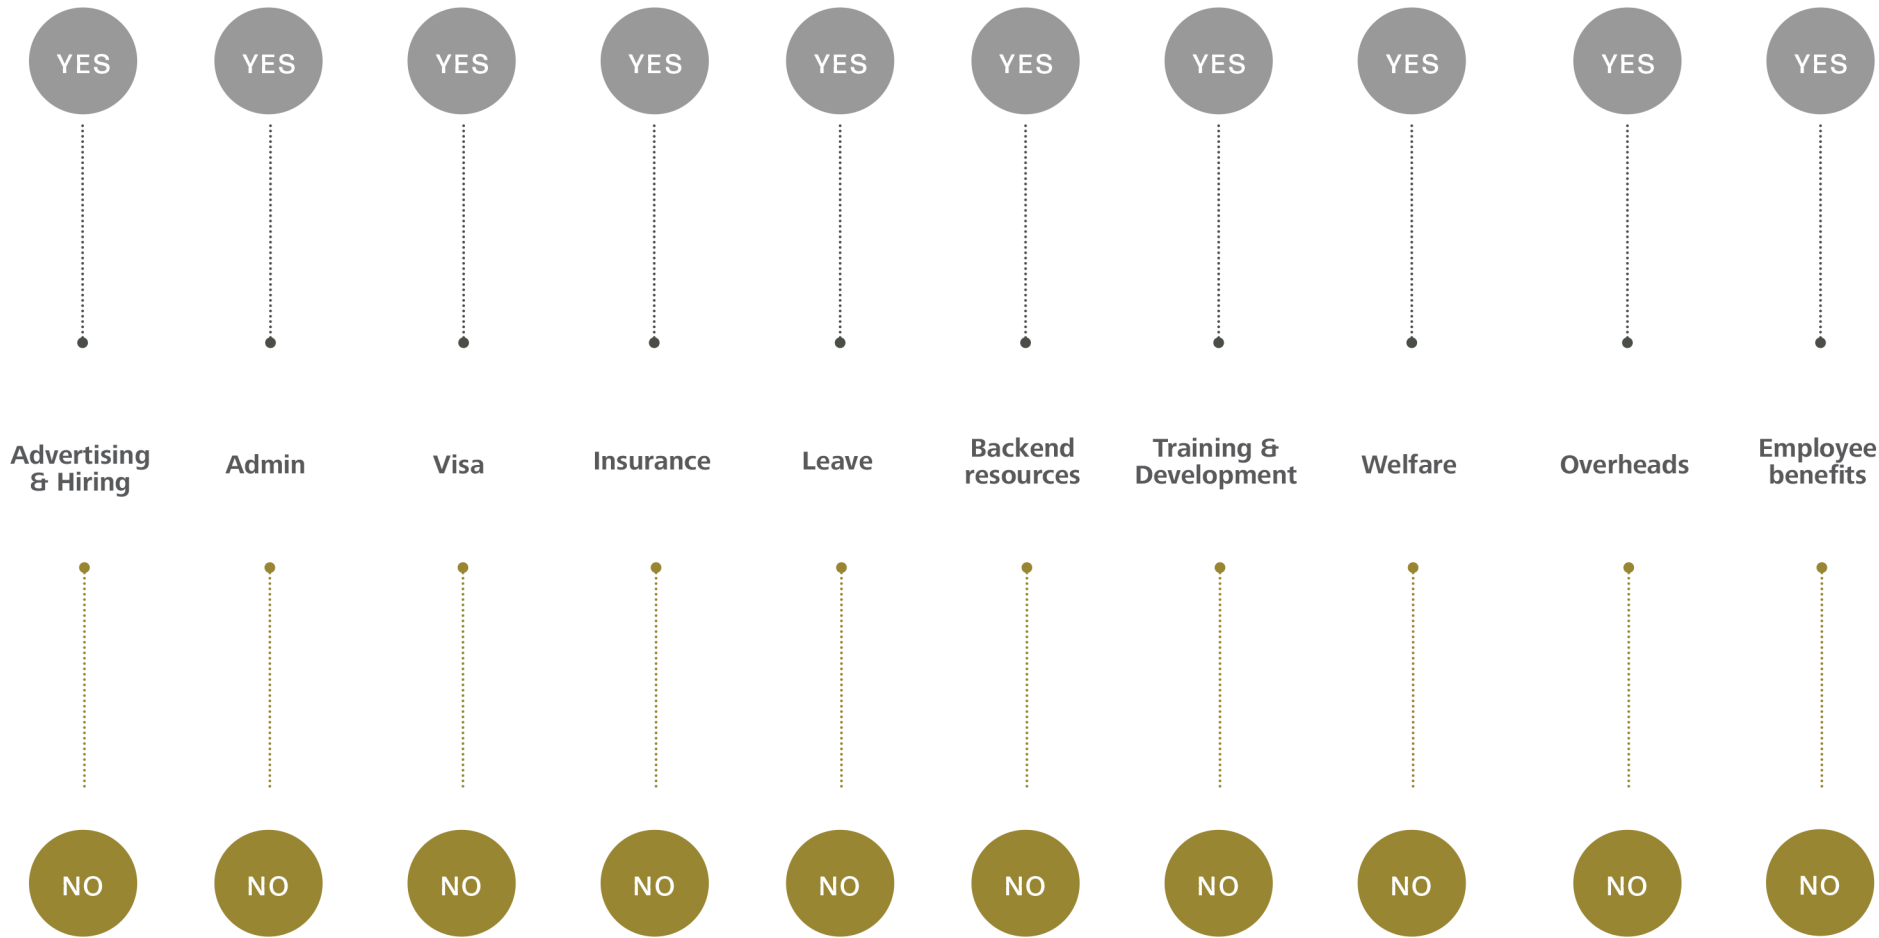 YES YES YES YES YES YES YES YES YES YES
Advertising
& Hiring
Admin
Visa
Insurance
Leave
Backend
resources
Training &
Development
Welfare
Overheads
Employee
benefits
NO NO NO NO NO NO NO NO NO NO